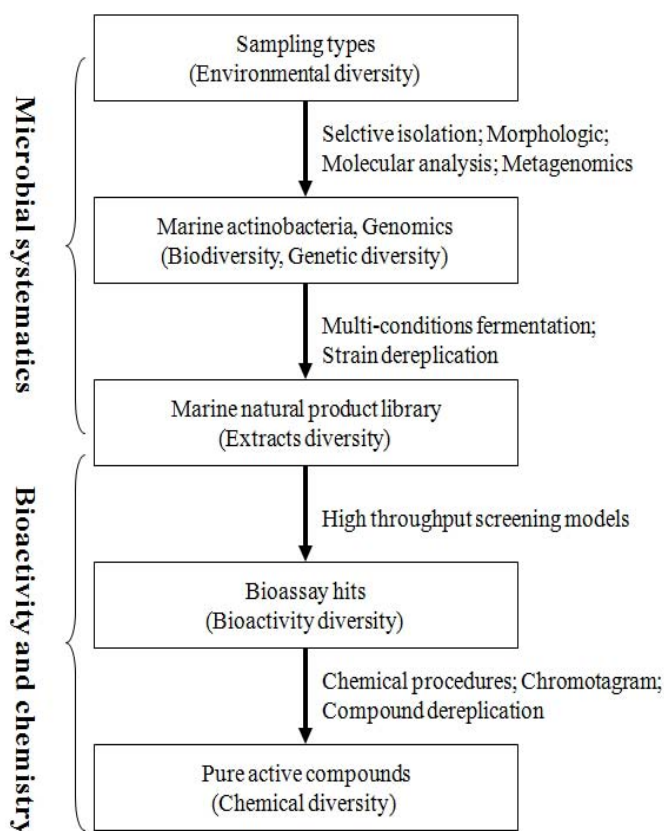 Sampling types
(Environmental diversity)
Selctive isolation; Morphologic;
Molecular analysis; Metagenomics
Marine actinobacteria, Genomics
(Biodiversity, Genetic diversity)
Multi-conditions fermentation;
Strain dereplication
Marine natural product library
(Extracts diversity)
High throughput screening models
Bioassay hits
(Bioactivity diversity)
Chemical procedures; Chromotagram;
Compound dereplication
Pure active compounds
(Chemical diversity)
Microbial systematics
Bioactivity and chemistry